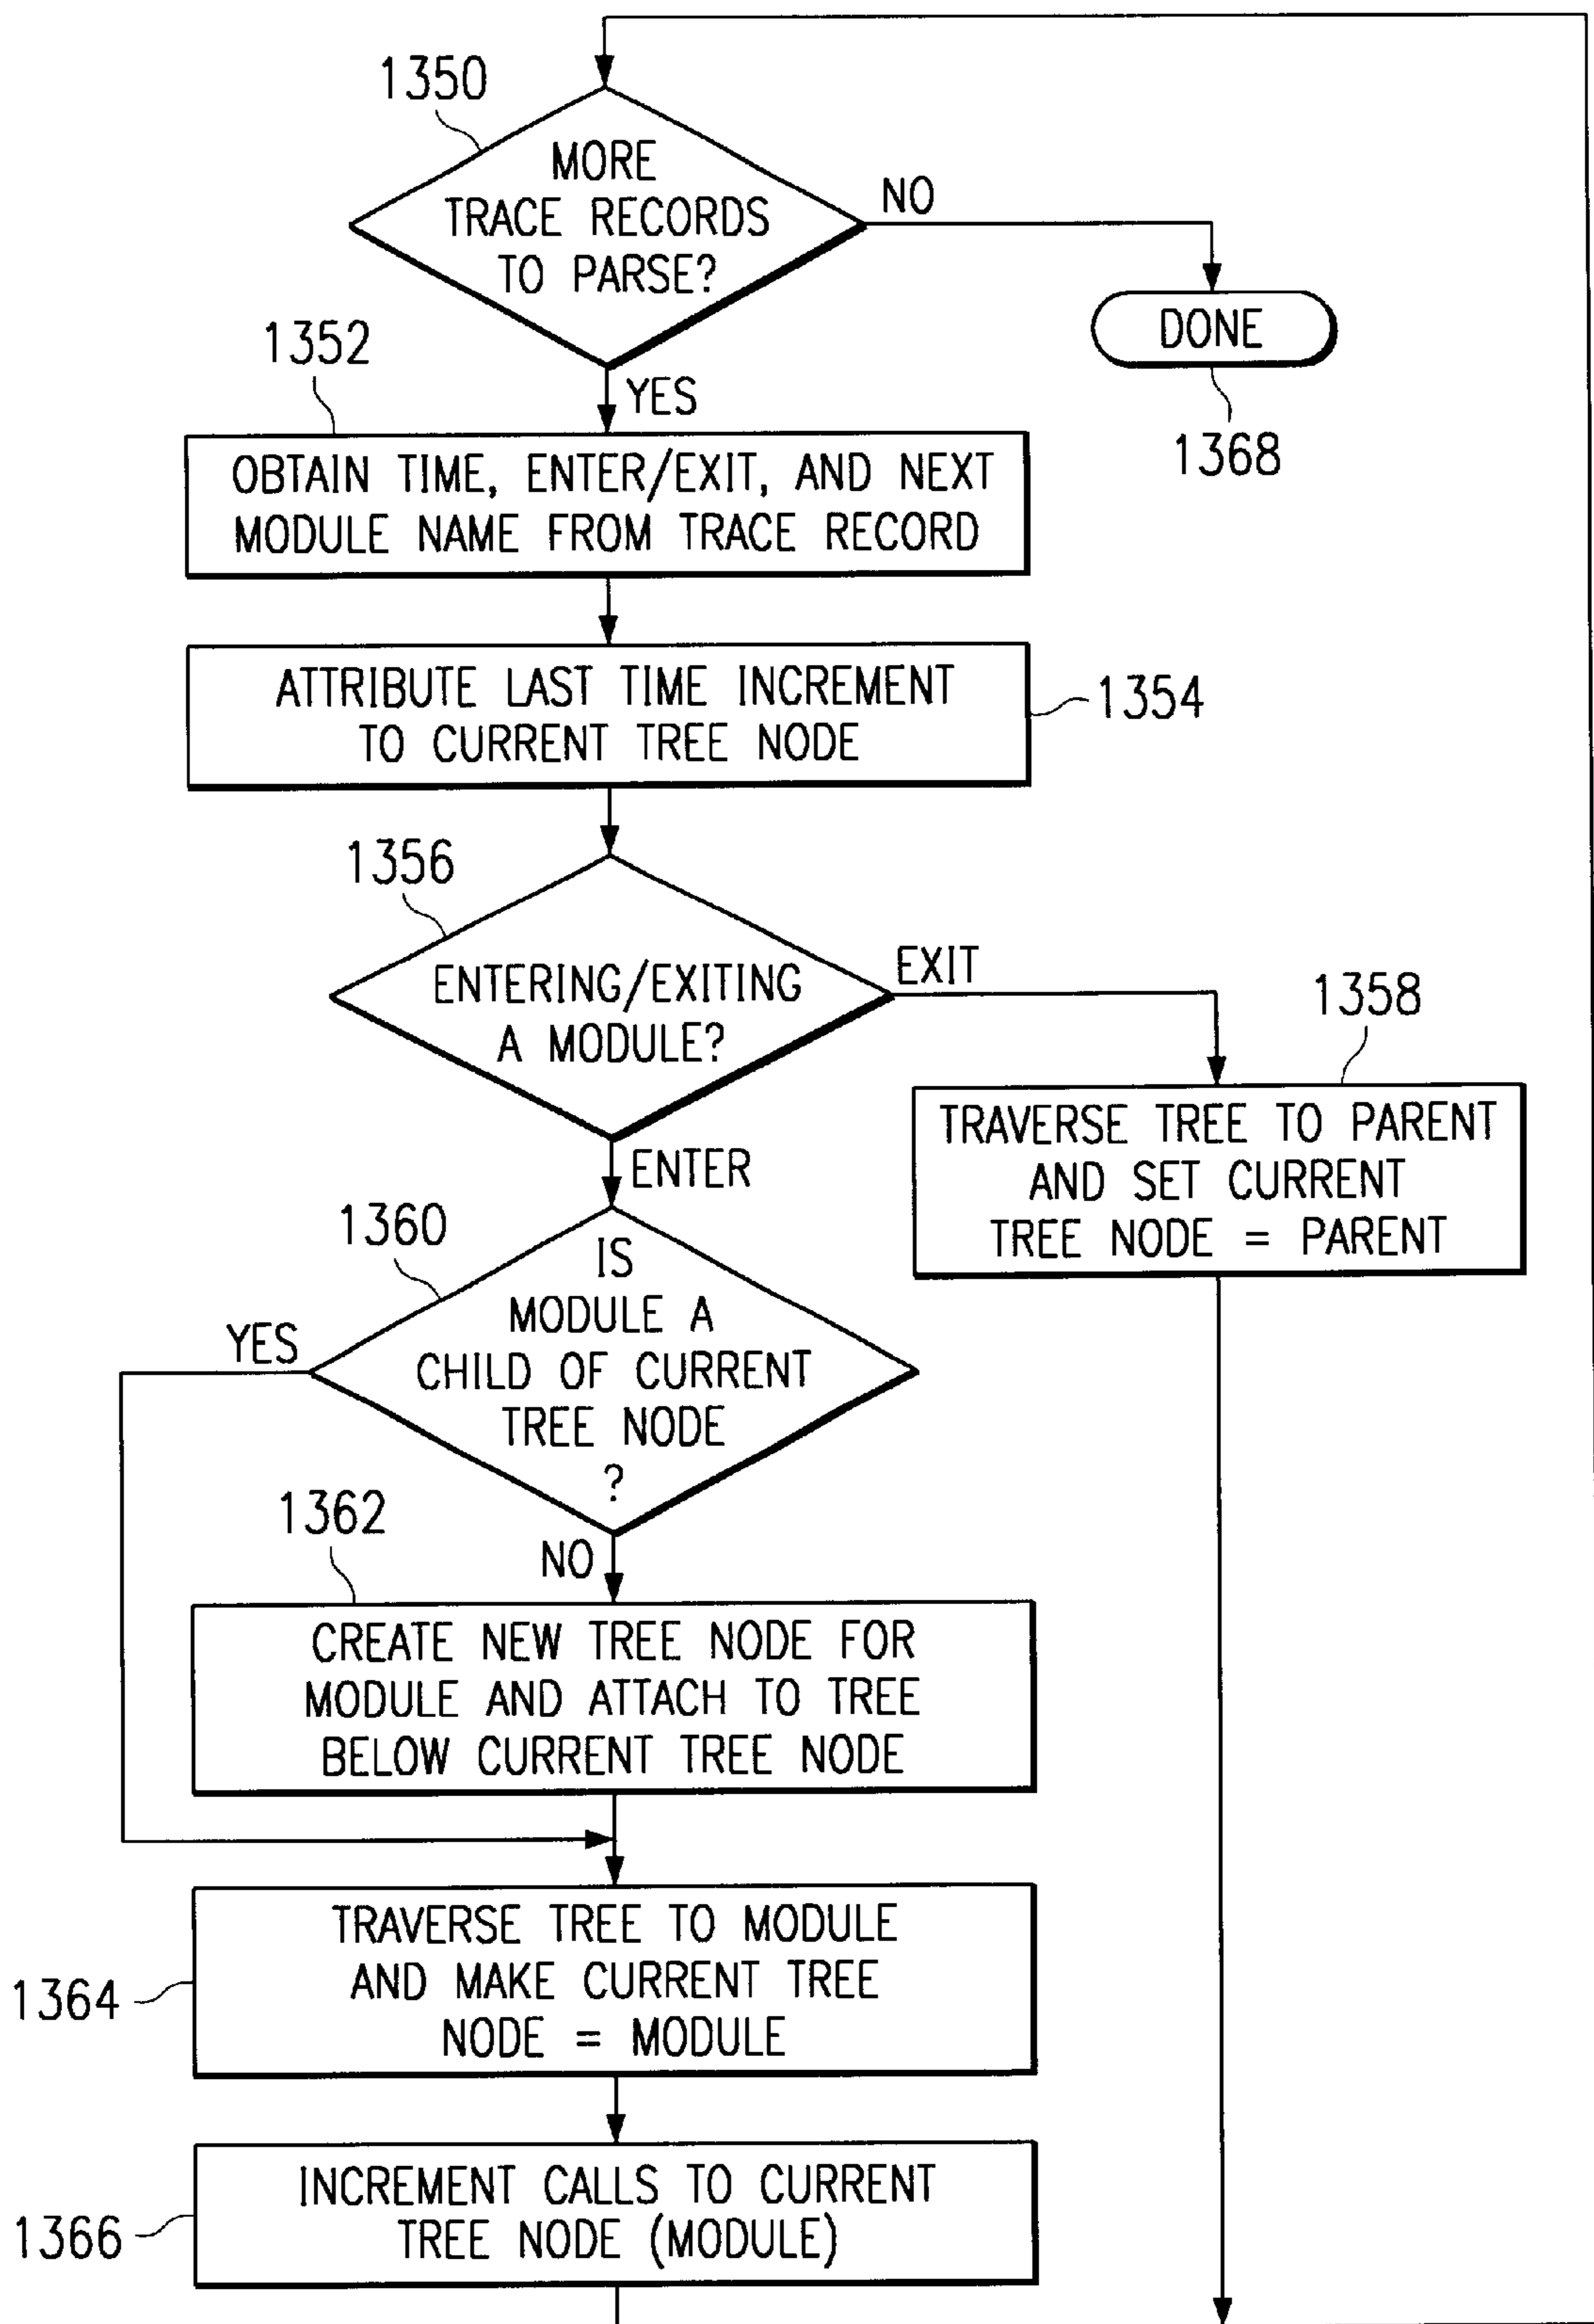 1350
MORE
TRACE RECORDS
TO PARSE?
NO
DONE
1368
YES
1352
OBTAIN TIME, ENTER/EXIT, AND NEXT
MODULE NAME FROM TRACE RECORD
ATTRIBUTE LAST TIME INCREMENT
TO CURRENT TREE NODE
1354
1356
ENTERING/EXITING
A MODULE?
EXIT
1358
TRAVERSE TREE TO PARENT
AND SET CURRENT
TREE NODE = PARENT
ENTER
1360
IS
MODULE A
CHILD OF CURRENT
TREE NODE
?
YES
NO
1362
CREATE NEW TREE NODE FOR
MODULE AND ATTACH TO TREE
BELOW CURRENT TREE NODE
TRAVERSE TREE TO MODULE
AND MAKE CURRENT TREE
NODE = MODULE
1364
INCREMENT CALLS TO CURRENT
TREE NODE (MODULE)
1366